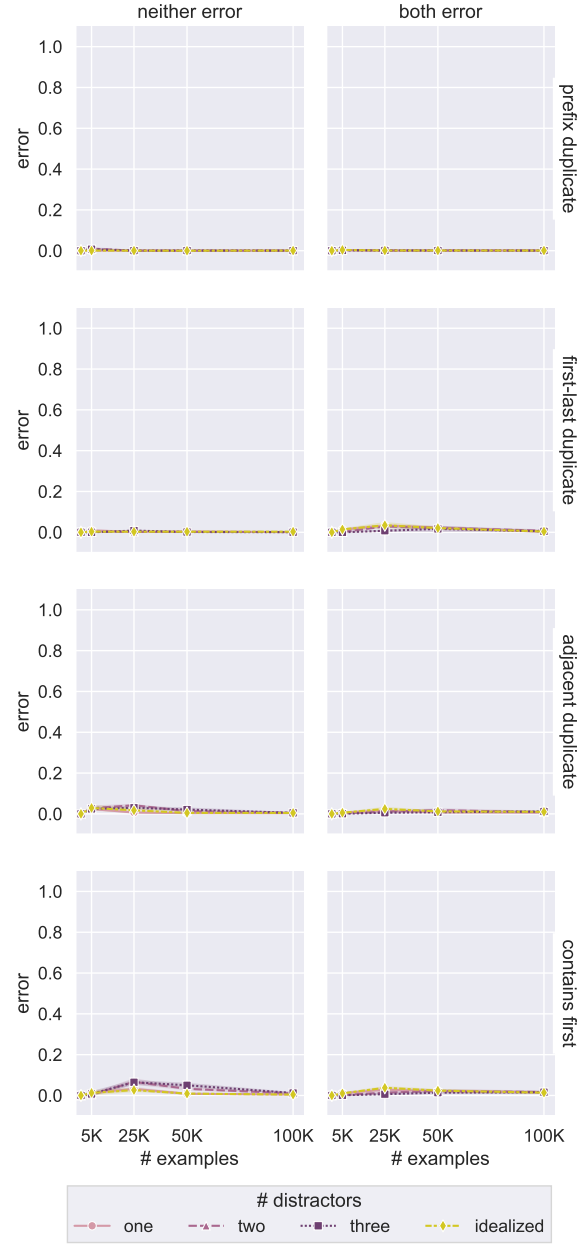 neither error
both error
1.0
0.8
0.6
0.4
0.2
0.0
error
prefix duplicate
1.0
0.8
0.6
0.4
0.2
0.0
error
first-last duplicate
1.0
0.8
0.6
0.4
0.2
0.0
error
adjacent duplicate
1.0
0.8
0.6
0.4
0.2
0.0
error
contains first
5K 25K 50K 100K
5K 25K 50K 100K
# examples
# examples
# distractors
one two three idealized